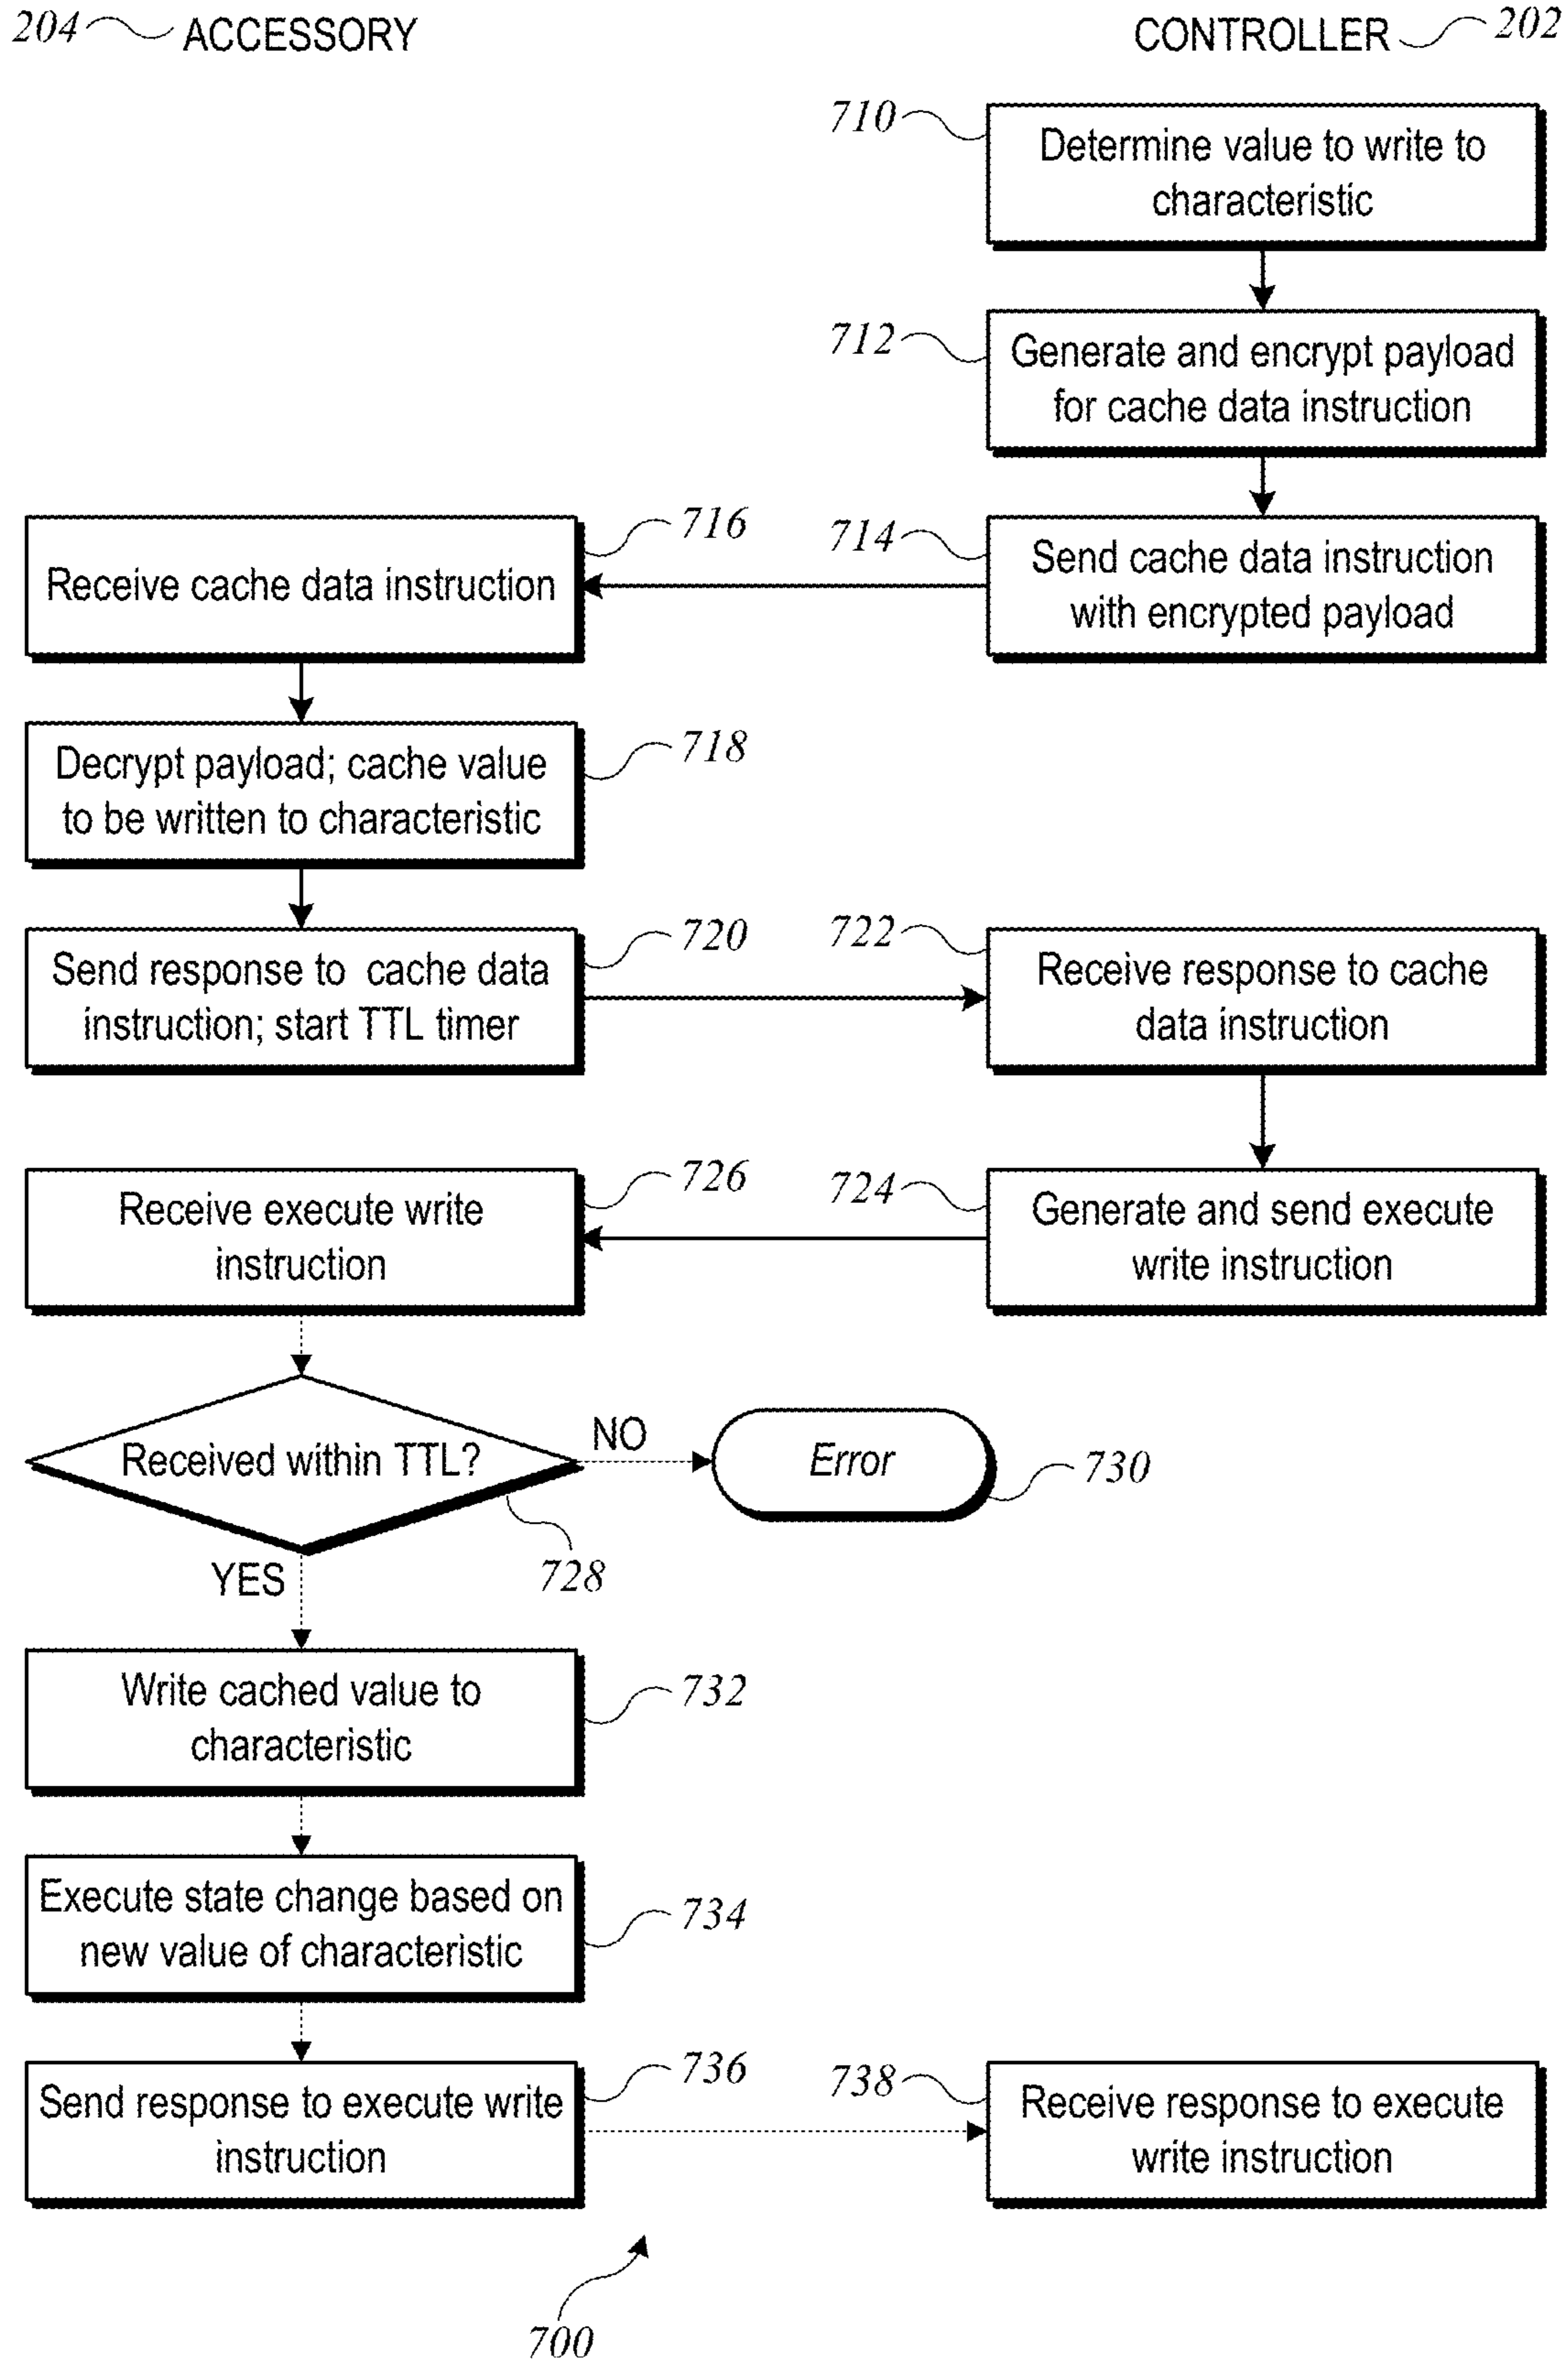 204 ACCESSORY
CONTROLLER 202
710
Determine value to write to
characteristic
712
Generate and encrypt payload
for cache data instruction
714
Send cache data instruction
with encrypted payload
716
Receive cache data instruction
718
Decrypt payload; cache value
to be written to characteristic
720
Send response to cache data
instruction; start TTL timer
722
Receive response to cache
data instruction
724
Generate and send execute
write instruction
726
Receive execute write
instruction
Received within TTL?
NO
Error
730
728
YES
Write cached value to
characteristic
732
Execute state change based on
new value of characteristic
734
Send response to execute write
instruction
736
738
Receive response to execute
write instruction
700